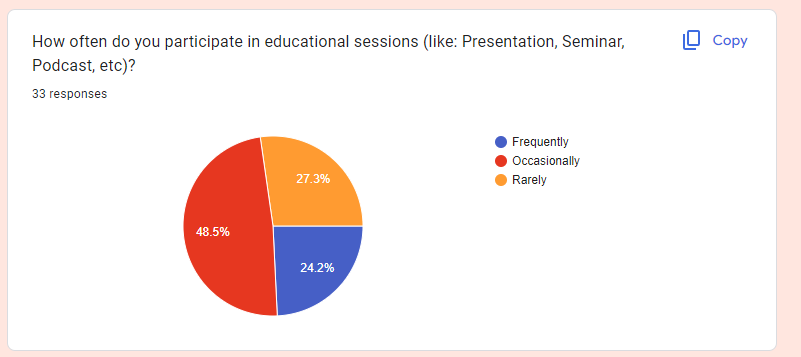 How often do you participate in educational sessions (like: Presentation, Seminar,
Podcast, etc)?
Copy
33 responses
Frequently
Occasionally
Rarely
27.3%
48.5%
24.2%